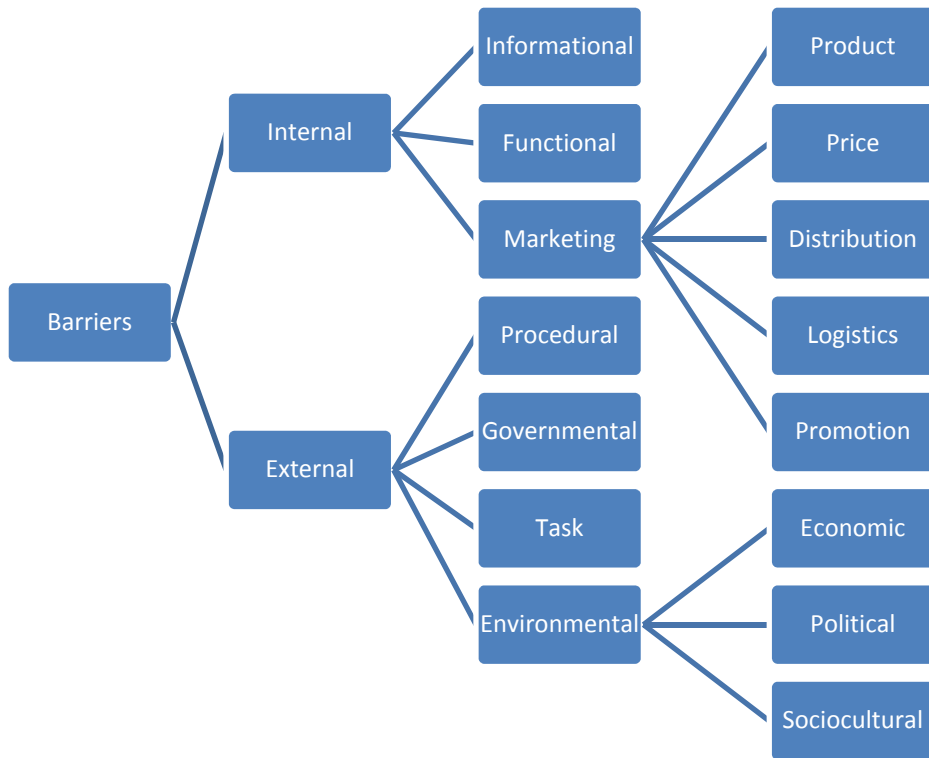 Barriers
Internal
External
Informational
Functional
Marketing
Procedural
Governmental
Task
Environmental
Product
Price
Distribution
Logistics
Promotion
Economic
Political
Sociocultural